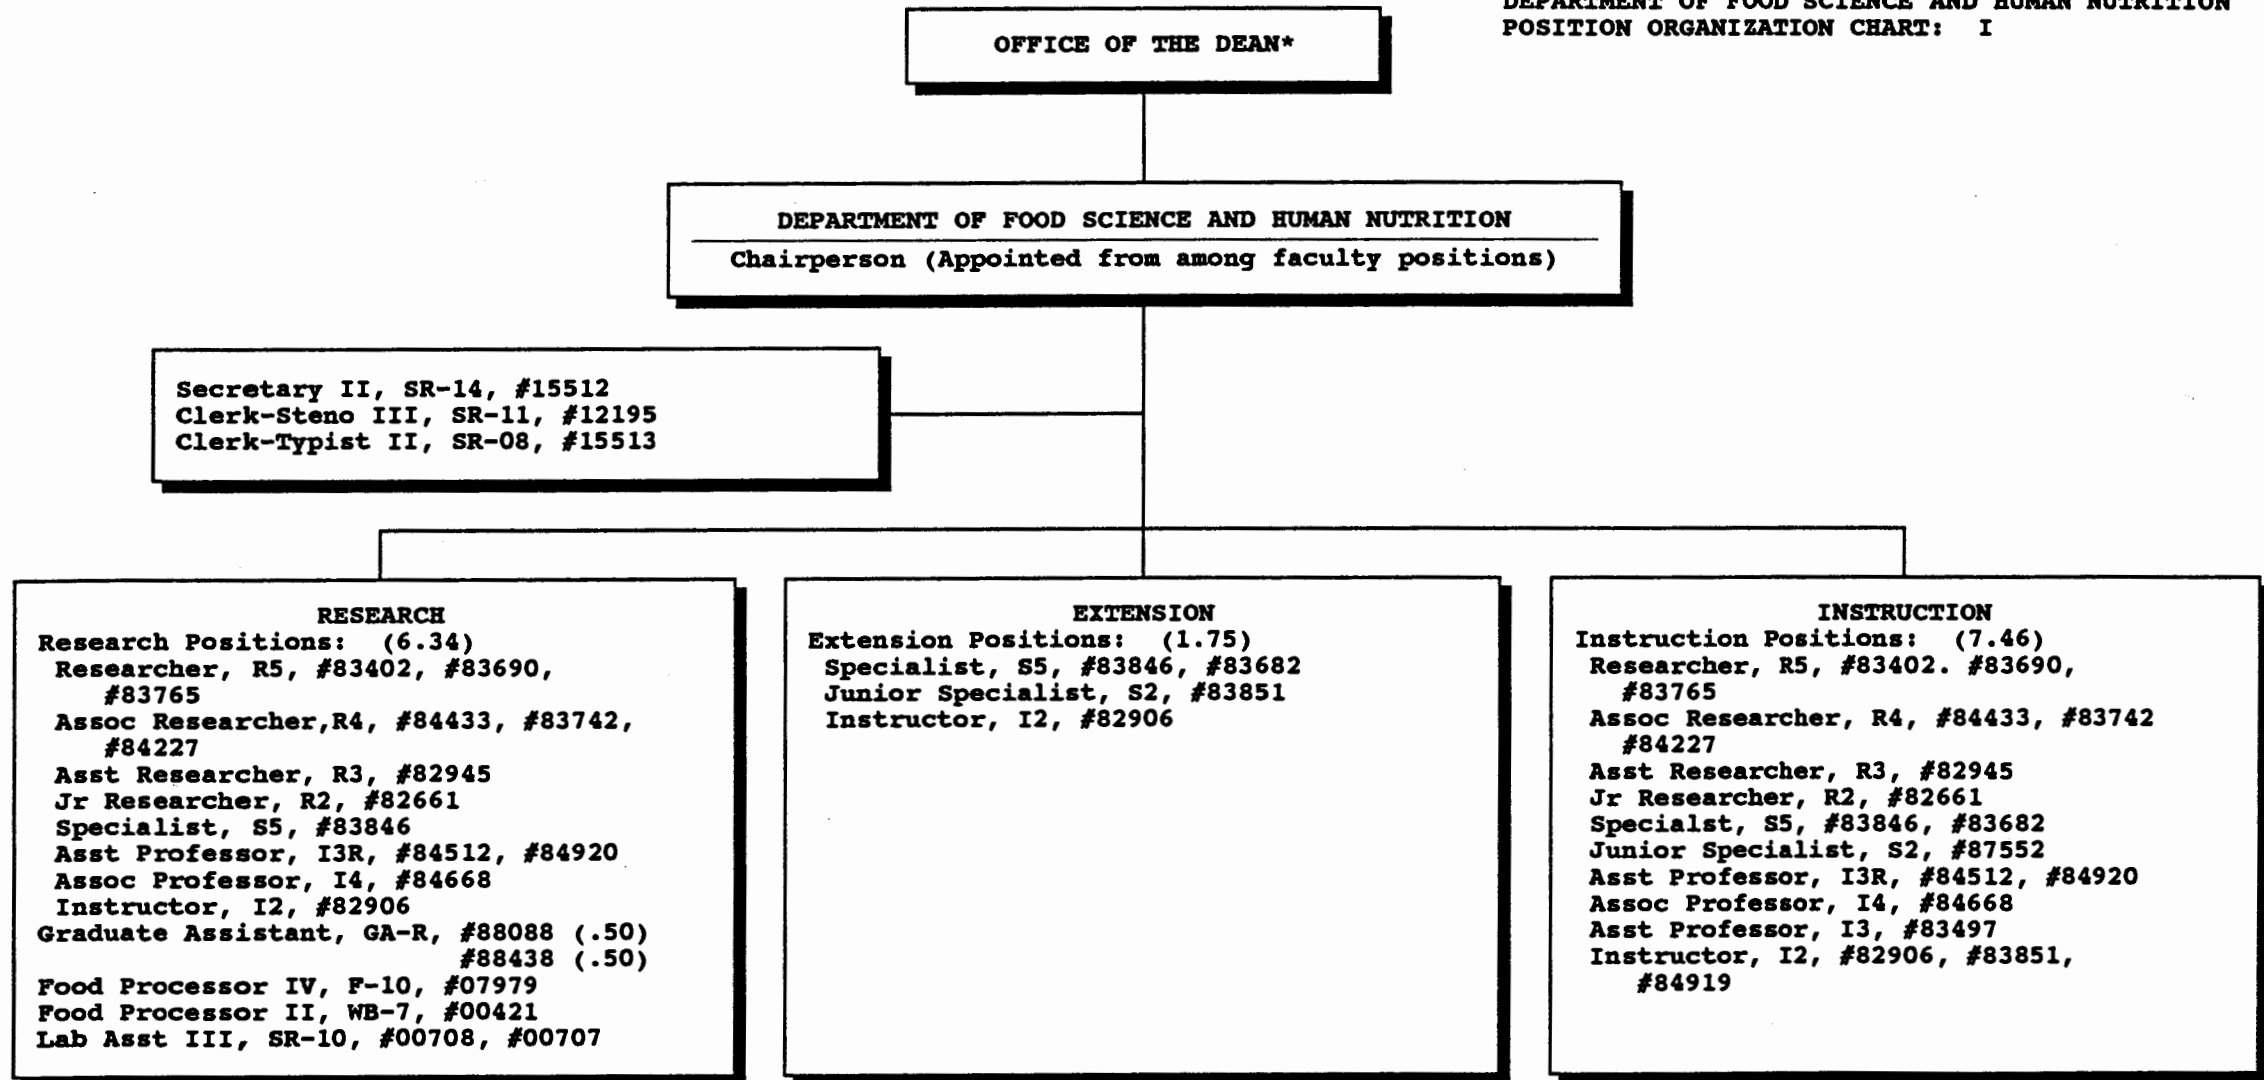 DEPARTMENT OF FOOD SCIENCE AND HUMAN NUTRITION
POSITION ORGANIZATION CHART: I
OFFICE OF THE DEAN*
DEPARTMENT OF FOOD SCIENCE AND HUMAN NUTRITION
Chairperson (Appointed from among faculty positions)
Secretary II, SR-14, #15512
Clerk-Steno III, SR-11, #12195
Clerk-Typist II, SR-08, #15513
RESEARCH
Research Positions: (6.34)
Researcher, R5, #83402, #83690,
#83765
Assoc Researcher,R4, #84433, #83742,
#84227
Asst Researcher, R3, #82945
Jr Researcher, R2, #82661
Specialist, S5, #83846
Asst Professor, I3R, #84512, #84920
Assoc Professor, I4, #84668
Instructor, I2, #82906
Graduate Assistant, GA-R, #88088 (.50)
#88438 (.50)
Food Processor IV, F-10, #07979
Food Processor II, WB-7, #00421
Lab Asst III, SR-10, #00708, #00707
EXTENSION
Extension Positions: (1.75)
Specialist, S5, #83846, #83682
Junior Specialist, S2, #83851
Instructor, I2, #82906
INSTRUCTION
Instruction Positions: (7.46)
Researcher, R5, #83402. #83690,
#83765
Assoc Researcher, R4, #84433, #83742
#84227
Asst Researcher, R3, #82945
Jr Researcher, R2, #82661
Specialst, S5, #83846, #83682
Junior Specialist, S2, #87552
Asst Professor, I3R, #84512, #84920
Assoc Professor, I4, #84668
Asst Professor, I3, #83497
Instructor, I2, #82906, #83851,
#84919